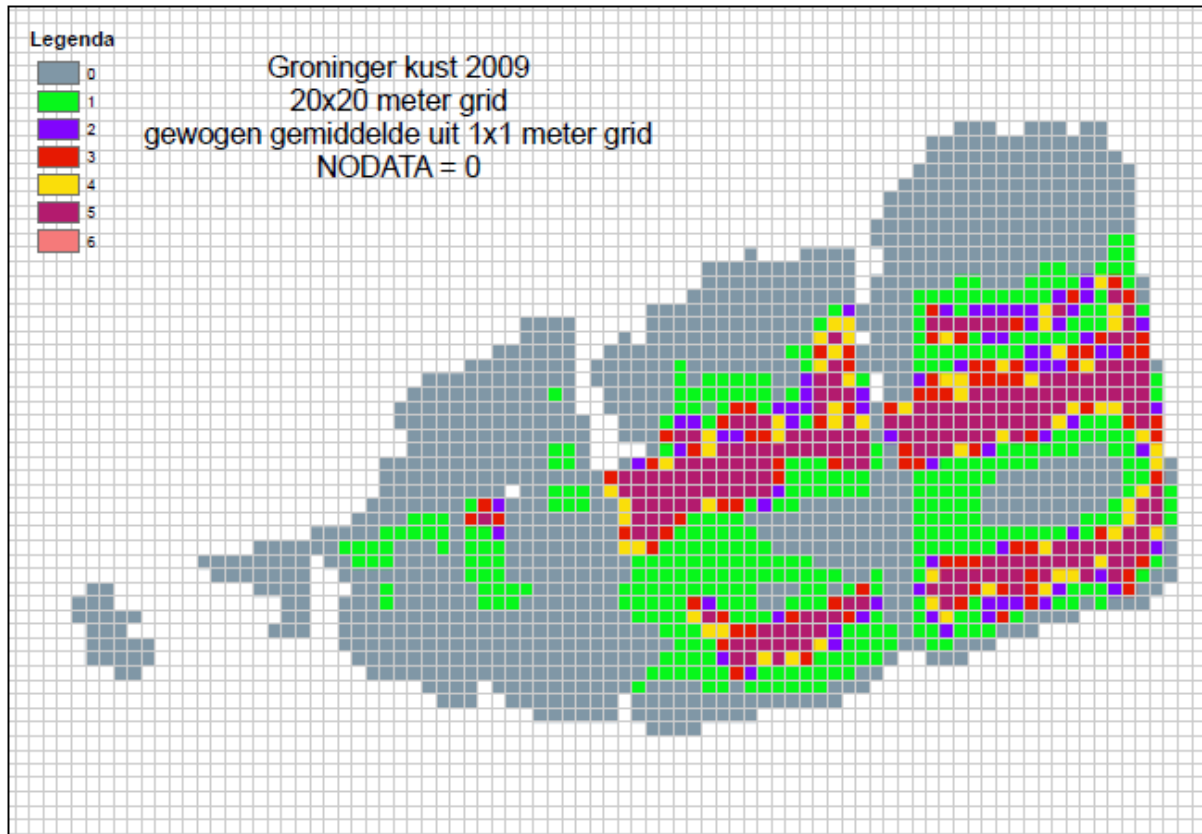 Legenda
0
1
2
3
4
5
6
Groninger kust 2009
20x20 meter grid
gewogen gemiddelde uit 1x1 meter grid
NODATA = 0